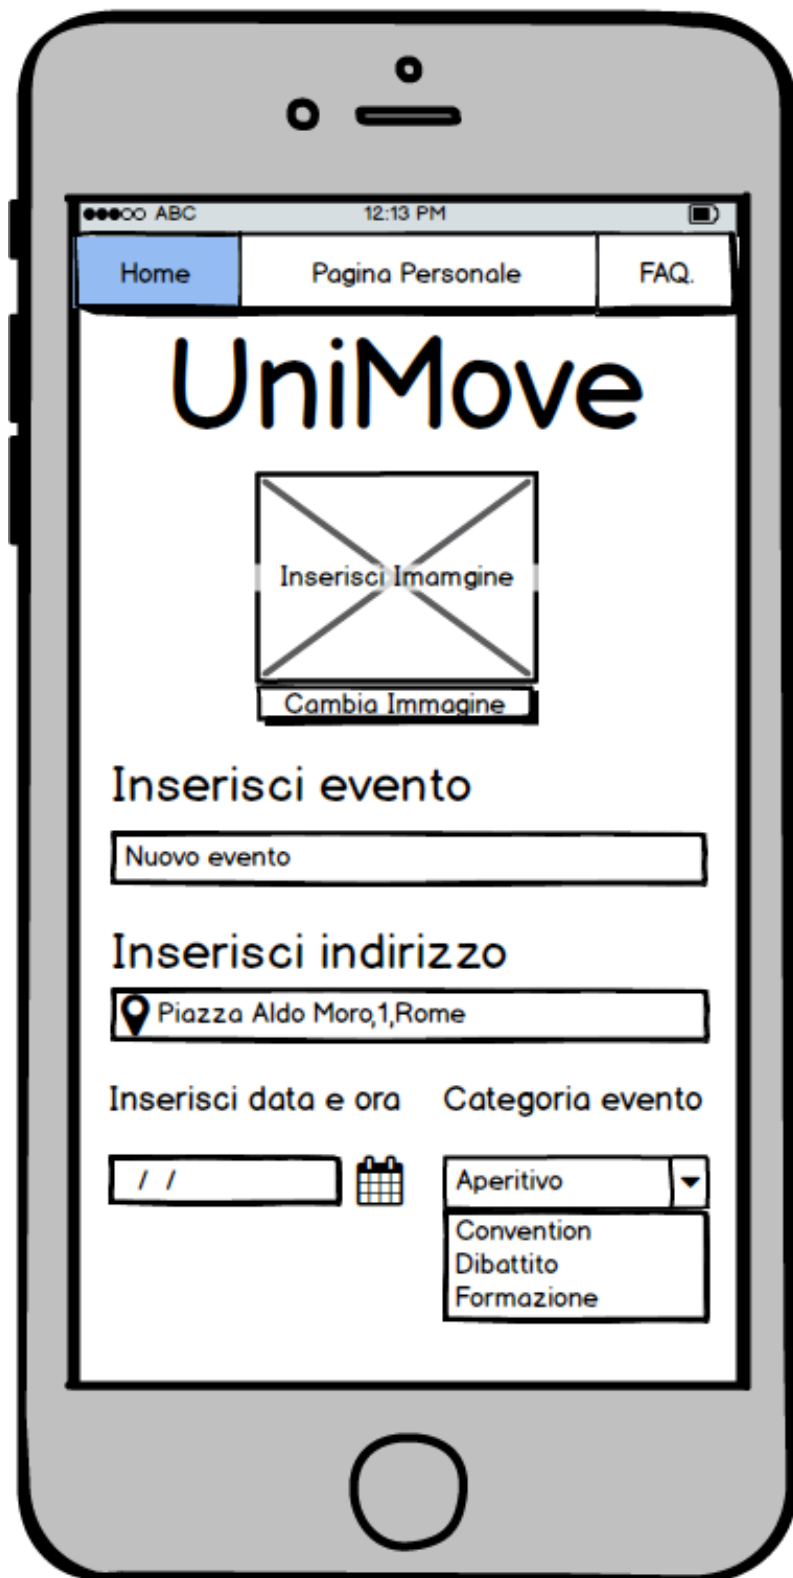 ABC 12:13 PM
Home Pagina Personale FAQ.
UniMove
Inserisci Imamgine
Cambia Immagine
Inserisci evento
Nuovo evento
Inserisci indirizzo
Piazza Aldo Moro,1,Rome
Inserisci data e ora Categoria evento
/ / Aperitivo
Convention
Dibattito
Formazione